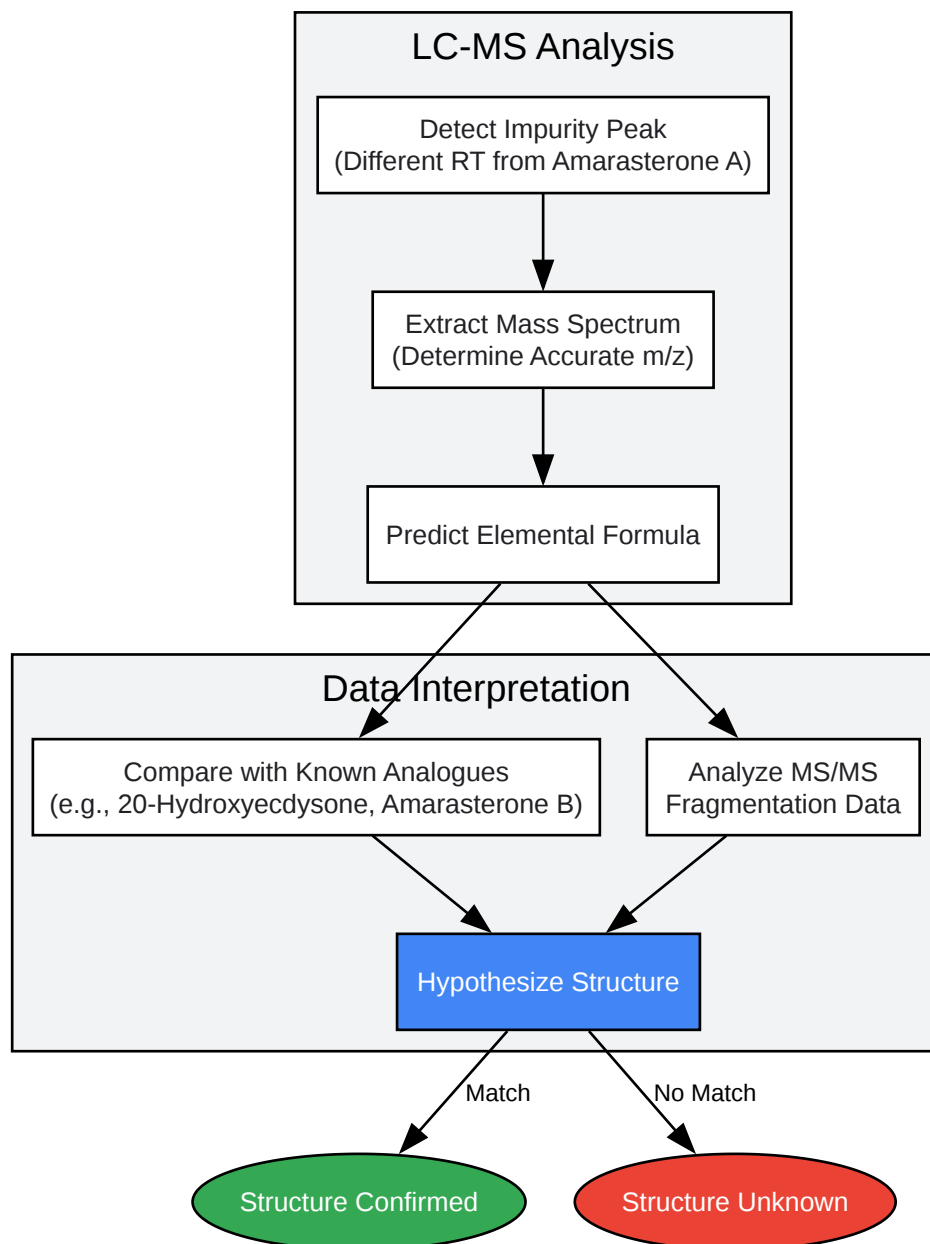 LC-MS Analysis
Detect Impurity Peak
(Different RT from Amarasterone A)
Extract Mass Spectrum
(Determine Accurate m/z)
Predict Elemental Formula
Data Interpretation
Compare with Known Analogues
(e.g., 20-Hydroxyecdysone, Amarasterone B)
Analyze MS/MS
Fragmentation Data
Hypothesize Structure
Match
No Match
Structure Confirmed
Structure Unknown